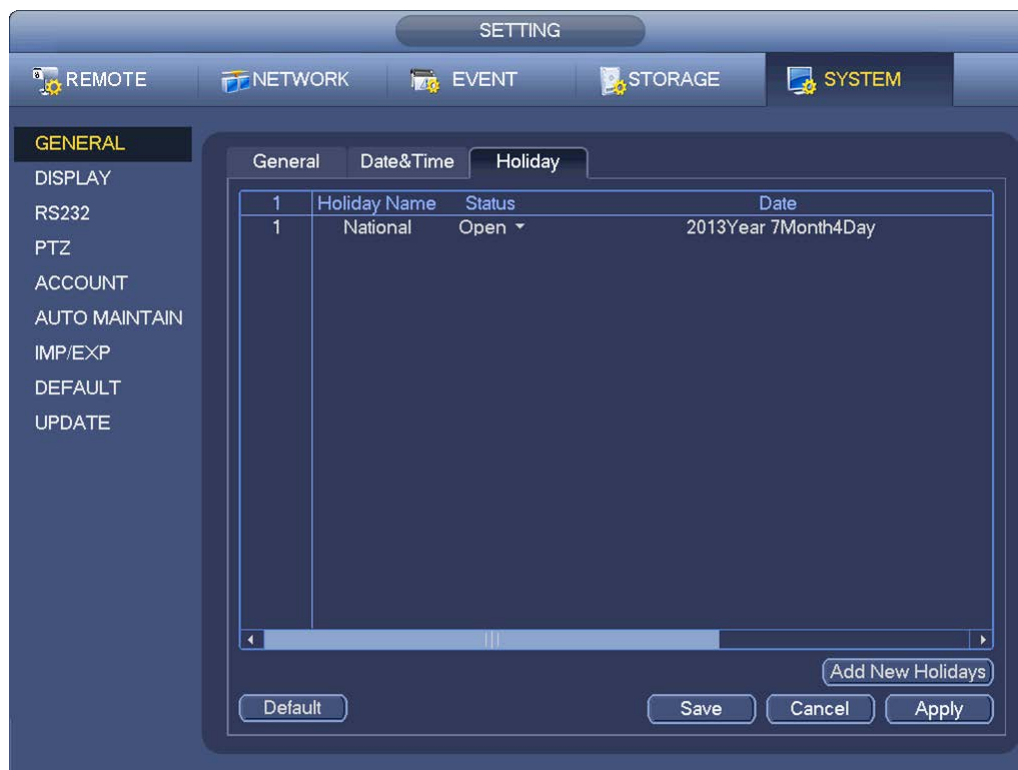 SETTING
REMOTE NETWORK EVENT STORAGE SYSTEM
GENERAL
DISPLAY
RS232
PTZ
ACCOUNT
AUTO MAINTAIN
IMP/EXP
DEFAULT
UPDATE
General Date&Time Holiday
1 Holiday Name Status Date
1 National Open 2013Year 7Month4Day
Add New Holidays
Default Save Cancel Apply